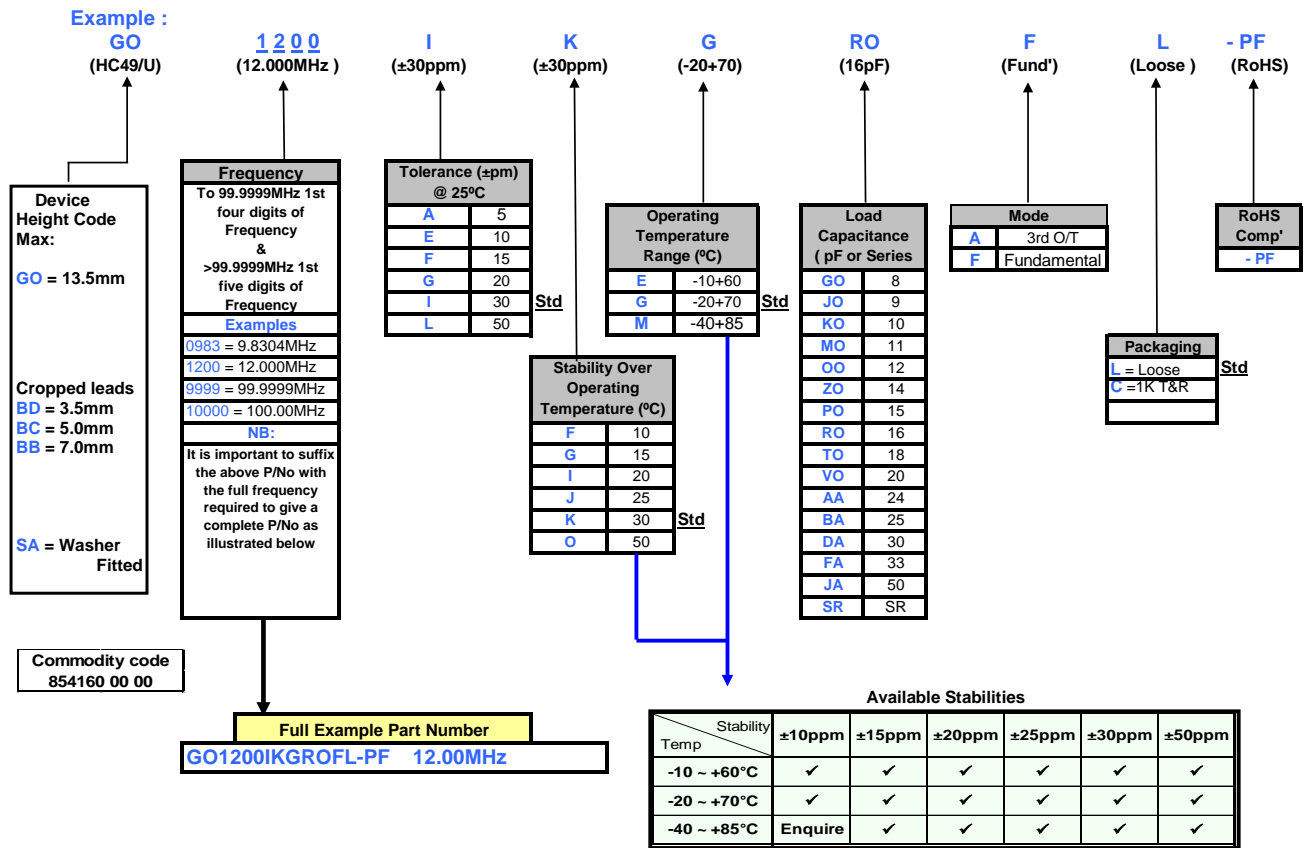 Example :
GO 1200 I K G RO F L - PF
(HC49/U) (12.000MHz ) (±30ppm) (±30ppm) (-20+70) (16pF) (Fund') (Loose ) (RoHS)
Device
Height Code
Max:
GO = 13.5mm
Cropped leads
BD = 3.5mm
BC = 5.0mm
BB = 7.0mm
SA = Washer
Fitted
Frequency
To 99.9999MHz 1st
four digits of
Frequency
&
>99.9999MHz 1st
five digits of
Frequency
Examples
0983 = 9.8304MHz
1200 = 12.000MHz
9999 = 99.9999MHz
10000 = 100.00MHz
NB:
It is important to suffix
the above P/No with
the full frequency
required to give a
complete P/No as
illustrated below
Tolerance (±pm)
@ 25ºC
A 5
E 10
F 15
G 20
I 30 Std
L 50
Stability Over
Operating
Temperature (ºC)
F 10
G 15
I 20
J 25
K 30 Std
O 50
Operating
Temperature
Range (ºC)
E -10+60
G -20+70 Std
M -40+85
Load
Capacitance
( pF or Series
GO 8
JO 9
KO 10
MO 11
OO 12
ZO 14
PO 15
RO 16
TO 18
VO 20
AA 24
BA 25
DA 30
FA 33
JA 50
SR SR
Mode
A 3rd O/T
F Fundamental
Packaging
L = Loose Std
C =1K T&R
RoHS
Comp'
- PF
Commodity code
854160 00 00
Full Example Part Number
GO1200IKGROFL-PF 12.00MHz
Available Stabilities
Stability
Temp
±10ppm ±15ppm ±20ppm ±25ppm ±30ppm ±50ppm
-10 ~ +60°C ✓ ✓ ✓ ✓ ✓ ✓
-20 ~ +70°C ✓ ✓ ✓ ✓ ✓ ✓
-40 ~ +85°C Enquire ✓ ✓ ✓ ✓ ✓